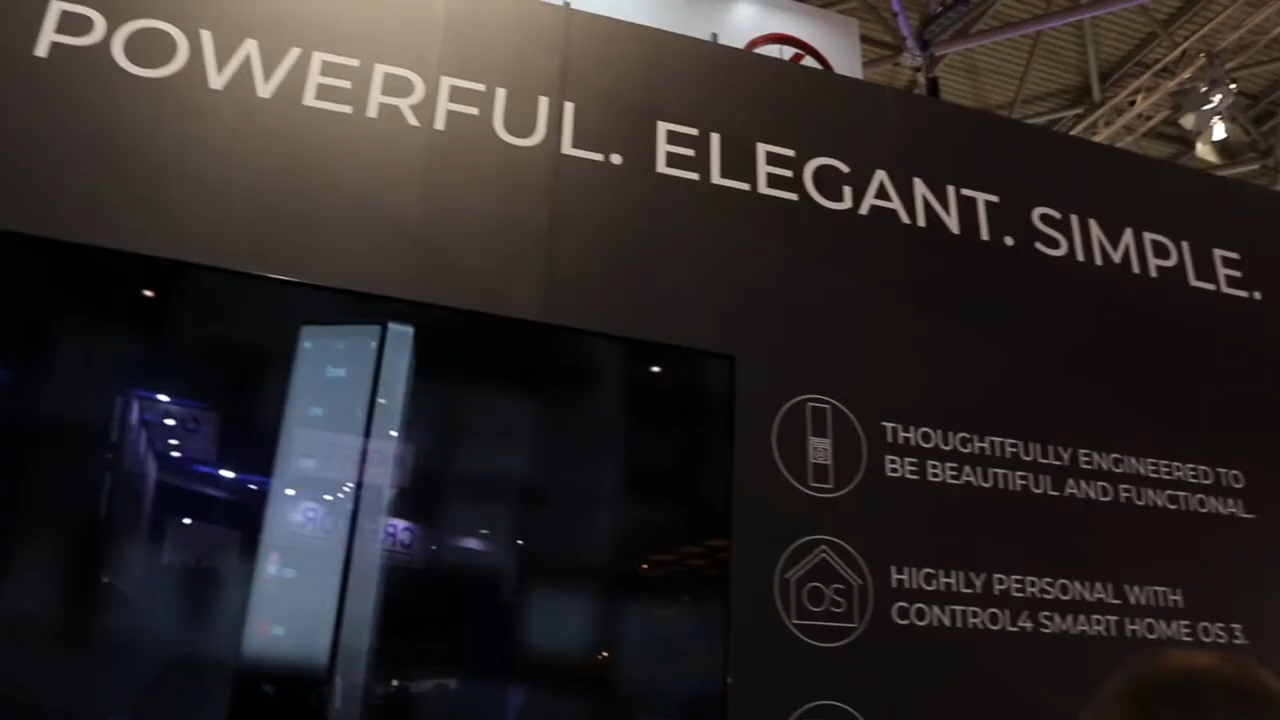 POWERFUL. ELEGANT. SIMPLE.
THOUGHTFULLY ENGINEERED TO
BE BEAUTIFUL AND FUNCTIONAL.
OS
HIGHLY PERSONAL WITH
CONTROL4 SMART HOME OS 3.